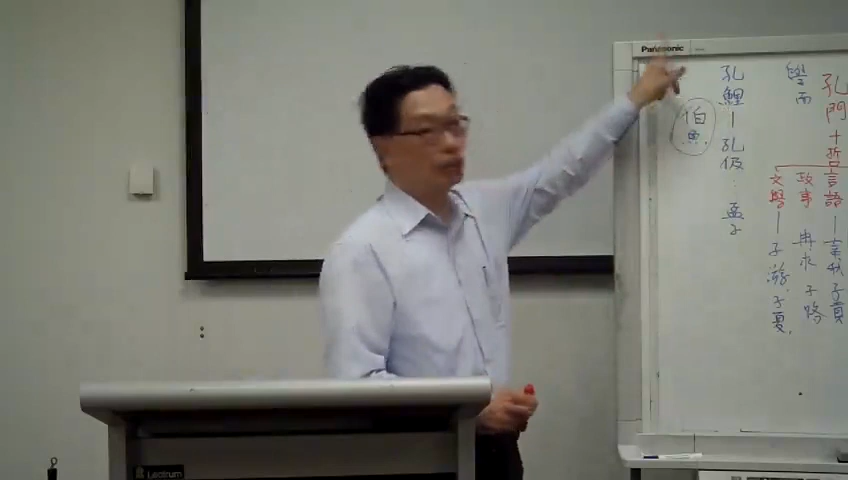 Panasonic
孔門十哲
學而
孔鯉－孔伋…孟子
伯魚
言語－宰我 子貢
政事 冉求 子路
文學－子游 子夏
Lectrum